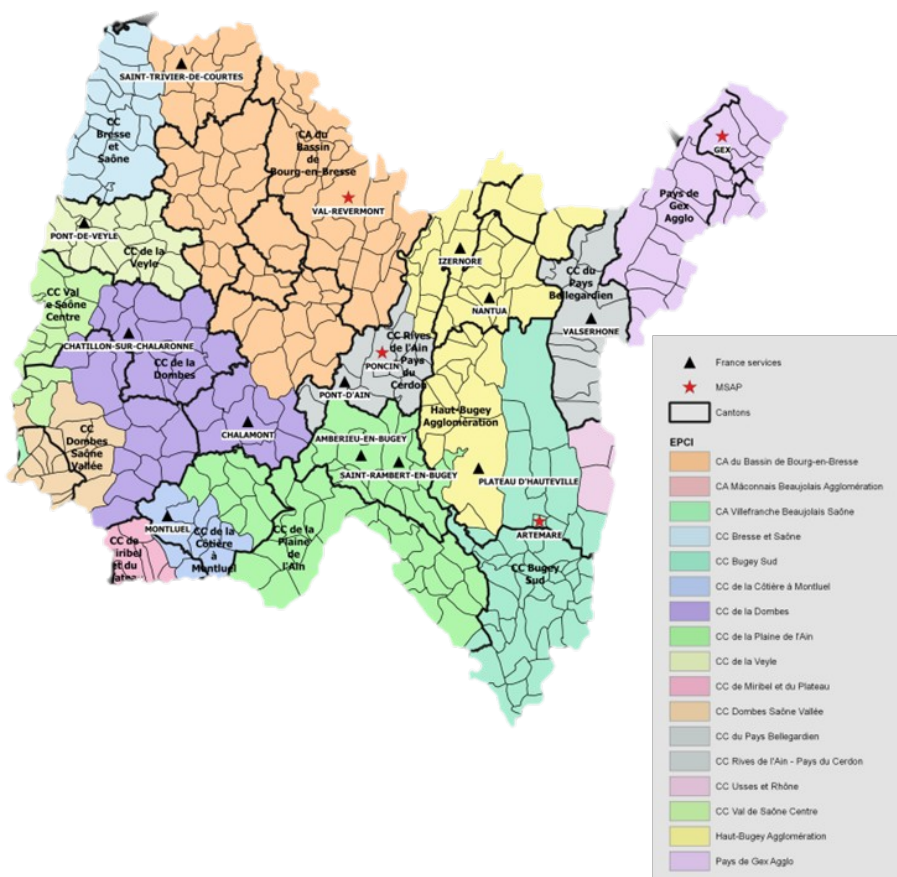 SAINT-TRIVIER-DE-COURTES
CC
Bresse
et
Saône
CA du
Bassin
de
Bourg-en-Bresse
VAL-REVERMONT
GEX
Pays de
Gex
Agglo
PONT-DE-VEYLE
CC de la
Veyle
IZERNORE
NANTUA
CC du
Pays
Bellegardien
VALSERHONE
CC Val
e Saône
Centre
CHATILLON-SUR-CHALARONNE
CC de la
Dombes
CC Rives
de l'Ain
Pays
du
Cerdon
PONCIN
PONT-D'AIN
Haut-Bugey
Agglomération
CHALAMONT
CC
Dombes
Saône
Vallée
AMBERIEU-EN-BUGEY
SAINT-RAMBERT-EN-BUGEY
PLATEAU D'HAUTEVILLE
MONTLUEL
CC de la
Côtière
à
Montluel
CC de la
Plaine
de
l'Ain
ARTEMARE
CC Bugey
Sud
CC de
iribel
et du
France services
MSAP
Cantons
EPCI
CA du Bassin de Bourg-en-Bresse
CA Mâconnais Beaujolais Agglomération
CA Villefranche Beaujolais Saône
CC Bresse et Saône
CC Bugey Sud
CC de la Côtière à Montluel
CC de la Dombes
CC de la Plaine de l'Ain
CC de la Veyle
CC de Miribel et du Plateau
CC Dombes Saône Vallée
CC du Pays Bellegardien
CC Rives de l'Ain - Pays du Cerdon
CC Usses et Rhône
CC Val de Saône Centre
Haut-Bugey Agglomération
Pays de Gex Agglo